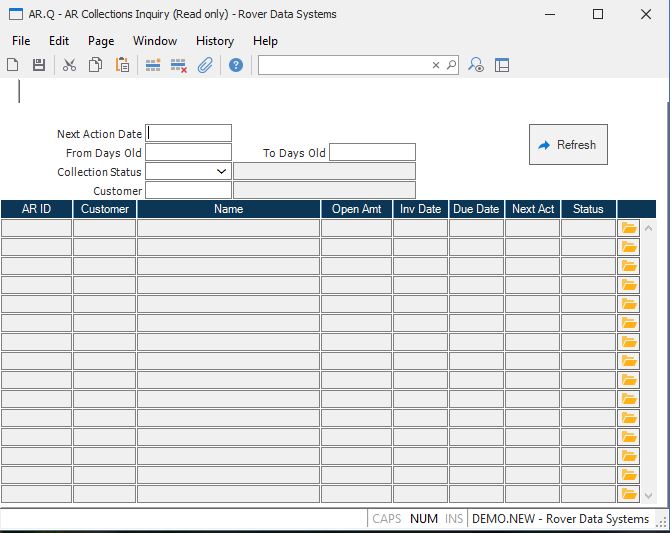 AR.Q - AR Collections Inquiry (Read only) - Rover Data Systems
File Edit Page Window History Help
Next Action Date
Refresh
From Days Old To Days Old
Collection Status
Customer
AR ID Customer Name Open Amt Inv Date Due Date Next Act Status
CAPS NUM INS DEMO.NEW - Rover Data Systems